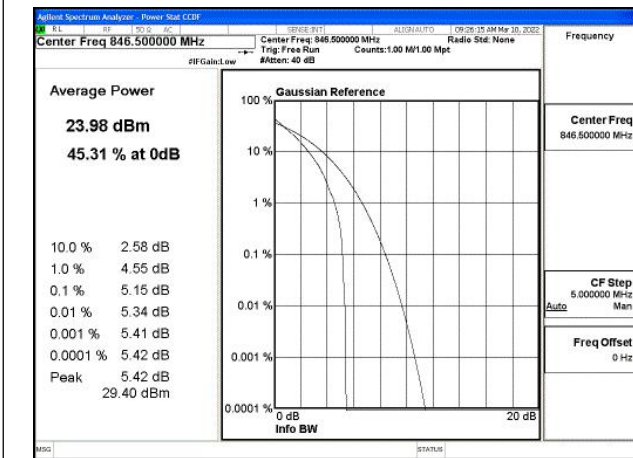 Agilent Spectrum Analyzer - Power Stat CCDF
RL RF 50 Ω AC SENSE:INT ALIGN AUTO 09:26:15 AM Mar 10, 2022
Center Freq 846.500000 MHz
Center Freq: 846.500000 MHz Radio Std: None
Trig: Free Run Counts:1.00 M/1.00 Mpt
#IFGain:Low #Atten: 40 dB
Frequency
Average Power
23.98 dBm
45.31 % at 0dB
10.0 % 2.58 dB
1.0 % 4.55 dB
0.1 % 5.15 dB
0.01 % 5.34 dB
0.001 % 5.41 dB
0.0001 % 5.42 dB
Peak 5.42 dB
29.40 dBm
Gaussian Reference
100 %
10 %
1 %
0.1 %
0.01 %
0.001 %
0.0001 %
0 dB 20 dB
Info BW
Center Freq
846.500000 MHz
CF Step
5.000000 MHz
Auto Man
Freq Offset
0 Hz
MSG STATUS